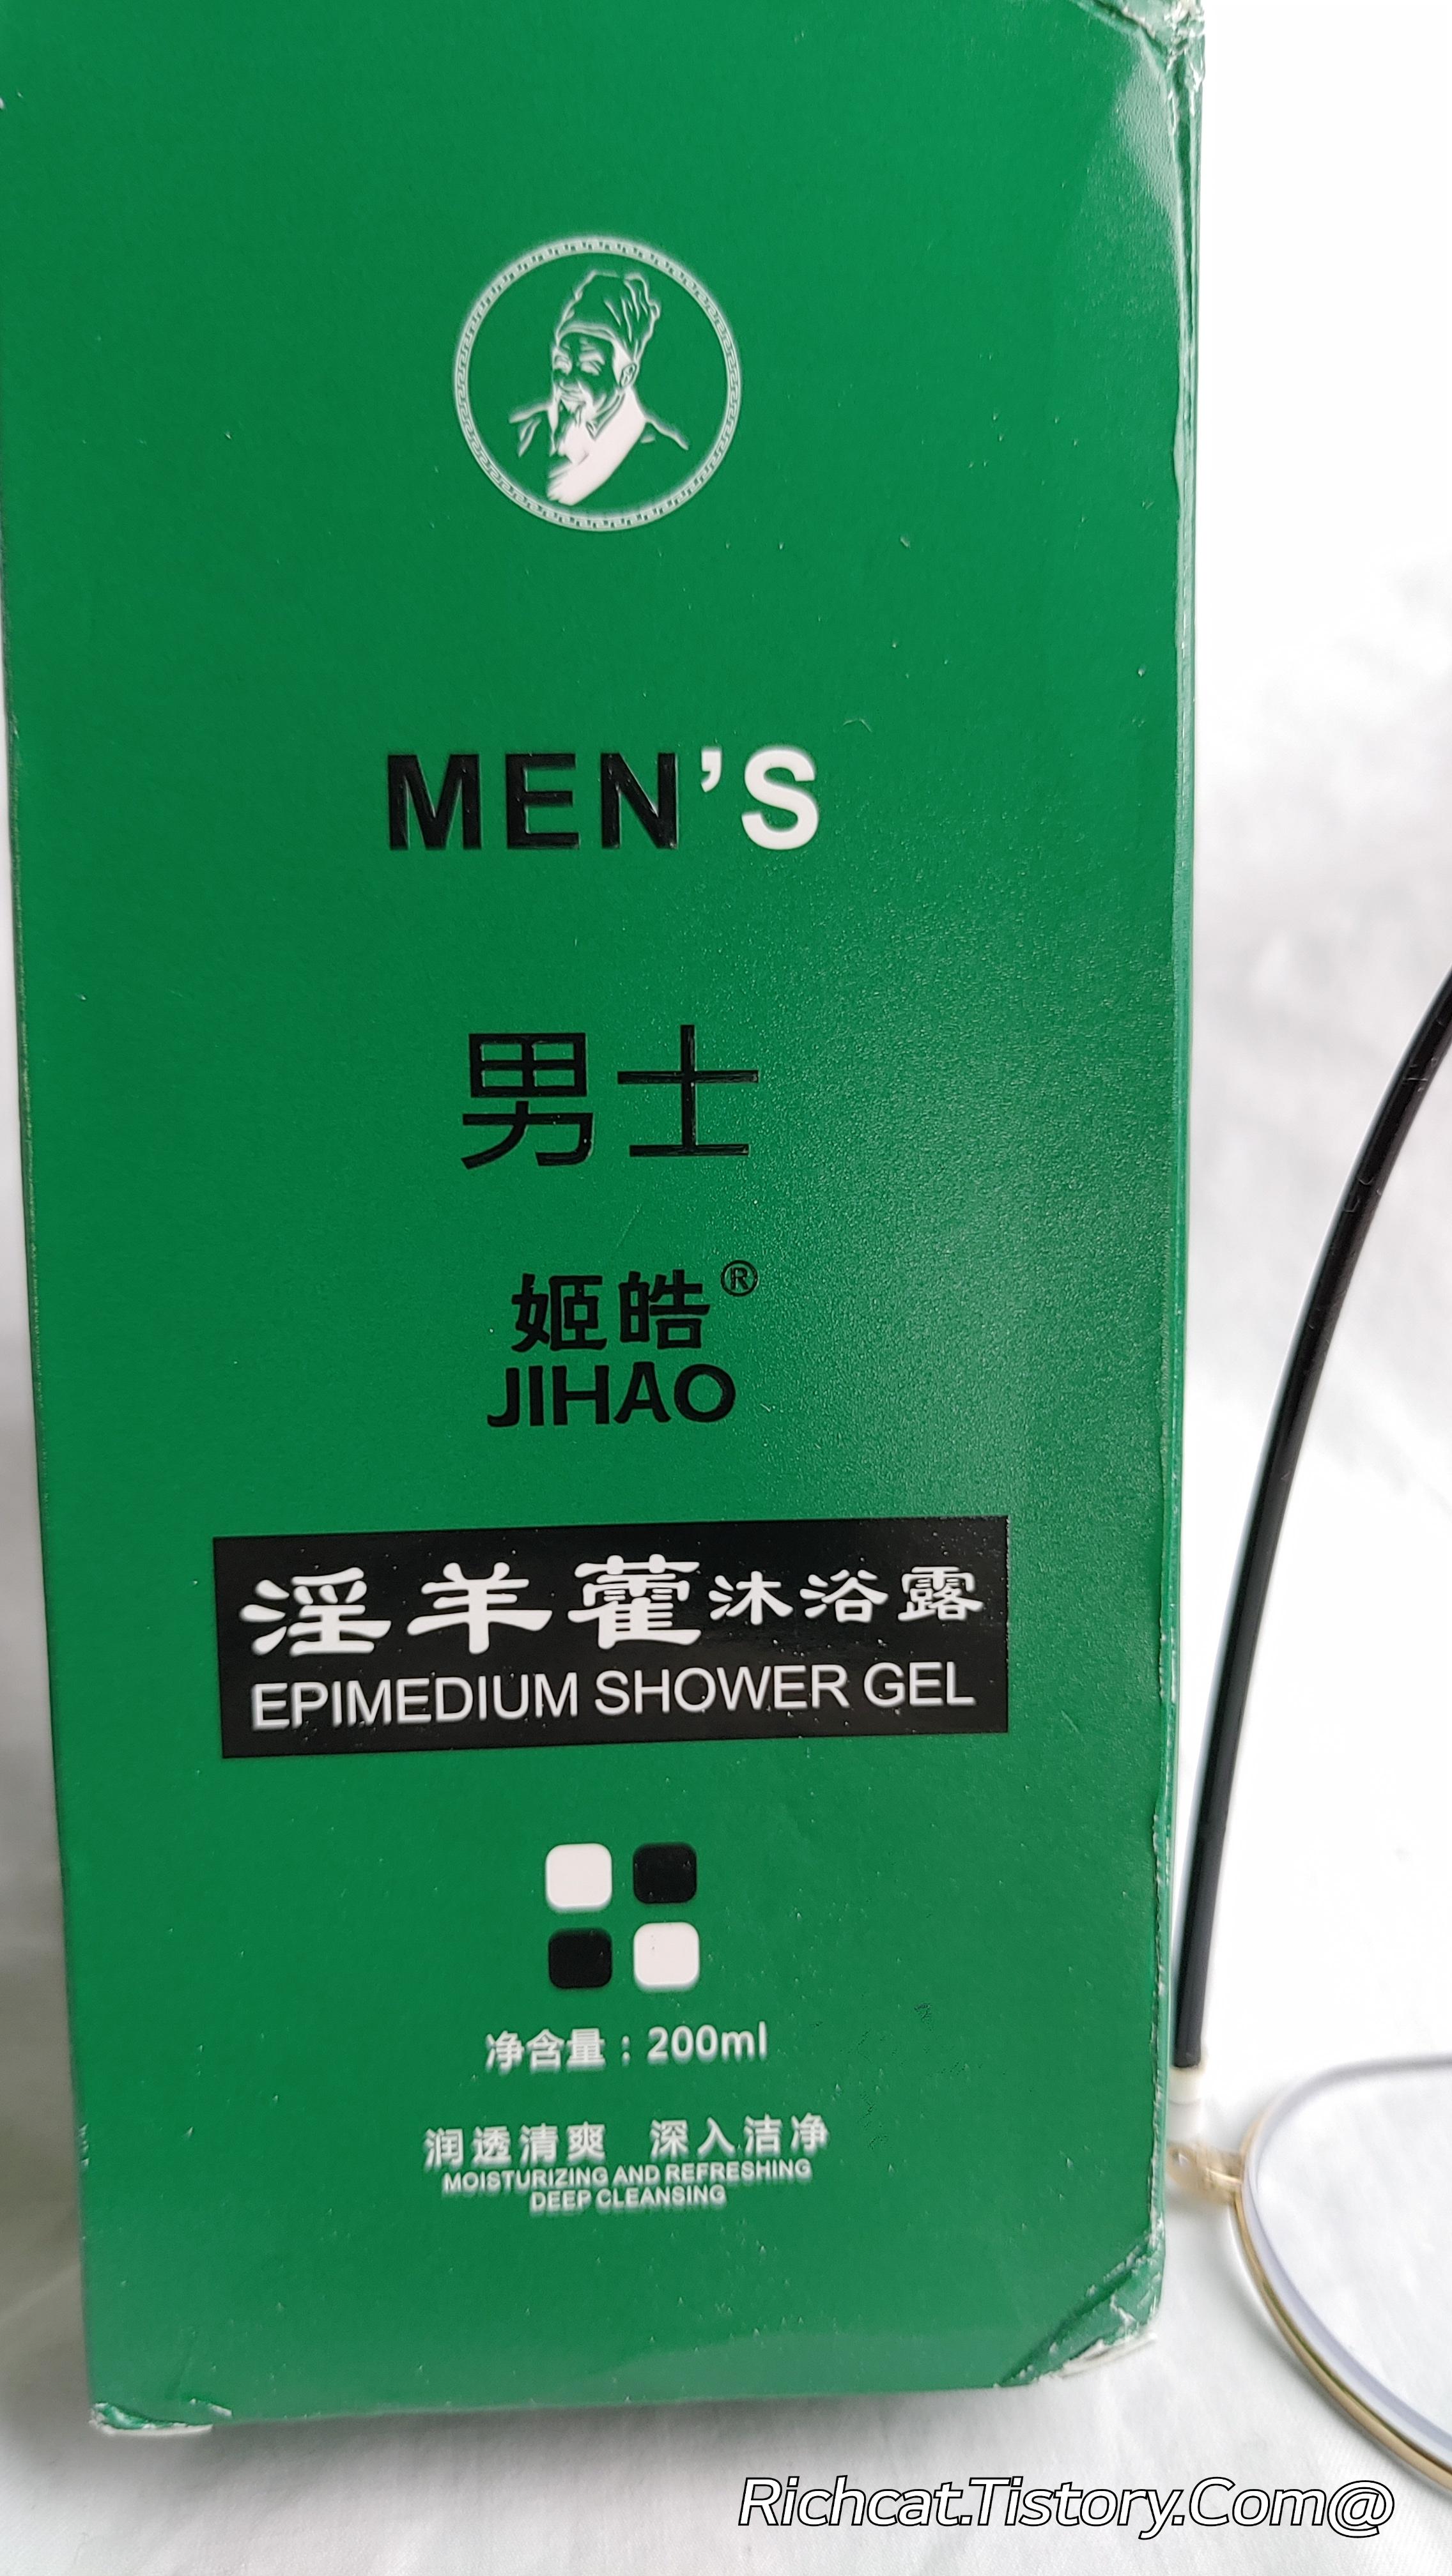 MEN'S
男士
姬皓®
JIHAO
淫羊藿沐浴露
EPIMEDIUM SHOWER GEL
净含量：200ml
润透清爽 深入洁净
MOISTURIZING AND REFRESHING
DEEP CLEANSING
Richcat.Tistory.Com@